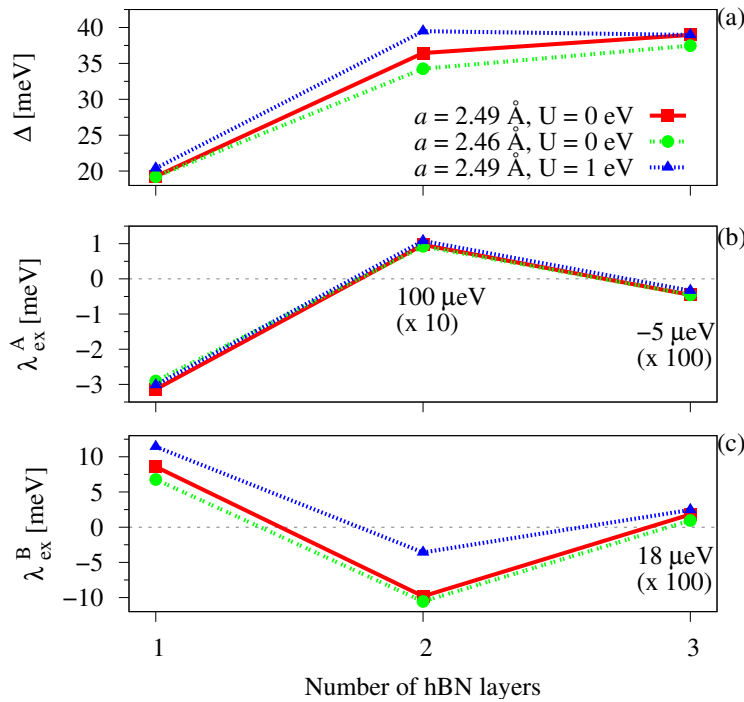 (a)
40
35
30
25
20
Δ [meV]
a = 2.49 Å, U = 0 eV
a = 2.46 Å, U = 0 eV
a = 2.49 Å, U = 1 eV
(b)
1
0
−1
−2
−3
λ_ex^A [meV]
100 μeV
(x 10)
−5 μeV
(x 100)
(c)
10
5
0
−5
−10
λ_ex^B [meV]
18 μeV
(x 100)
1 2 3
Number of hBN layers